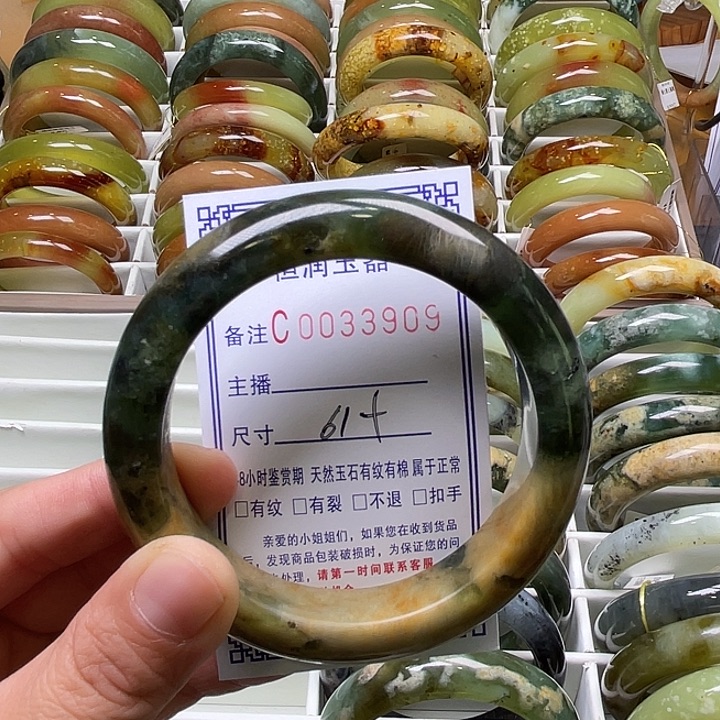 恒润玉器
备注C0033909
主播
尺寸 61+
8小时鉴赏期 天然玉石有纹有棉 属于正常
□有纹 □有裂 □不退 □扣手
亲爱的小姐姐们,如果您在收到货品
后,发现商品包装破损时,为保证您的问
处理,请第一时间联系客服